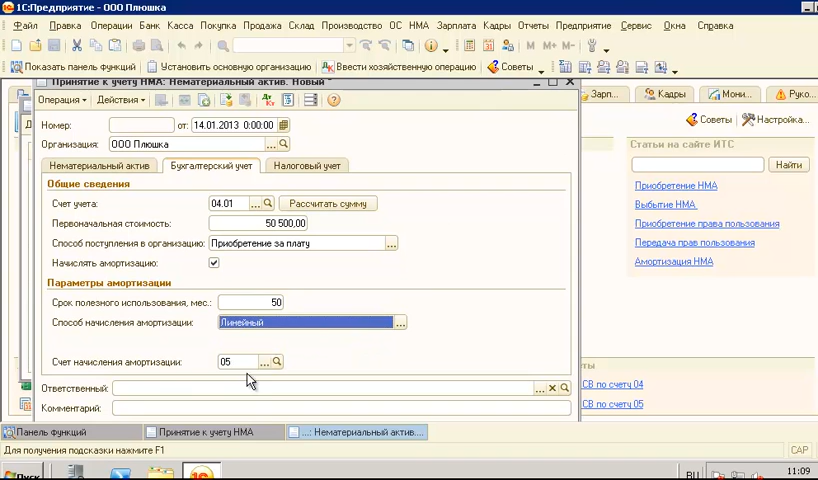 1С:Предприятие - ООО Плюшка
Файл Правка Операции Банк Касса Покупка Продажа Склад Производство ОС НМА Зарплата Кадры Отчеты Предприятие Сервис Окна Справка
M M+ M-
Показать панель функций Установить основную организацию Ввести хозяйственную операцию Советы
Принятие к учету НМА: Нематериальный актив. Новый *
Операция Действия
Зарп... Кадры Мони... Руко...
Номер: от: 14.01.2013 0:00:00
Советы Настройка...
Организация: ООО Плюшка ...
Статьи на сайте ИТС
Нематериальный актив Бухгалтерский учет Налоговый учет
Найти
Общие сведения
Приобретение НМА
Счет учета: 04.01 ... Рассчитать сумму
Выбытие НМА
Первоначальная стоимость: 50 500,00
Приобретение права пользования
Способ поступления в организацию: Приобретение за плату ...
Передача прав пользования
Начислять амортизацию:
Амортизация НМА
Параметры амортизации
Срок полезного использования, мес.: 50
Способ начисления амортизации: Линейный ...
Счет начисления амортизации: 05 ...
ты
Ответственный: ...
СВ по счету 04
Комментарий:
СВ по счету 05
Панель функций Принятие к учету НМА ...: Нематериальный актив....
Для получения подсказки нажмите F1
CAP
Пуск RU 11:09